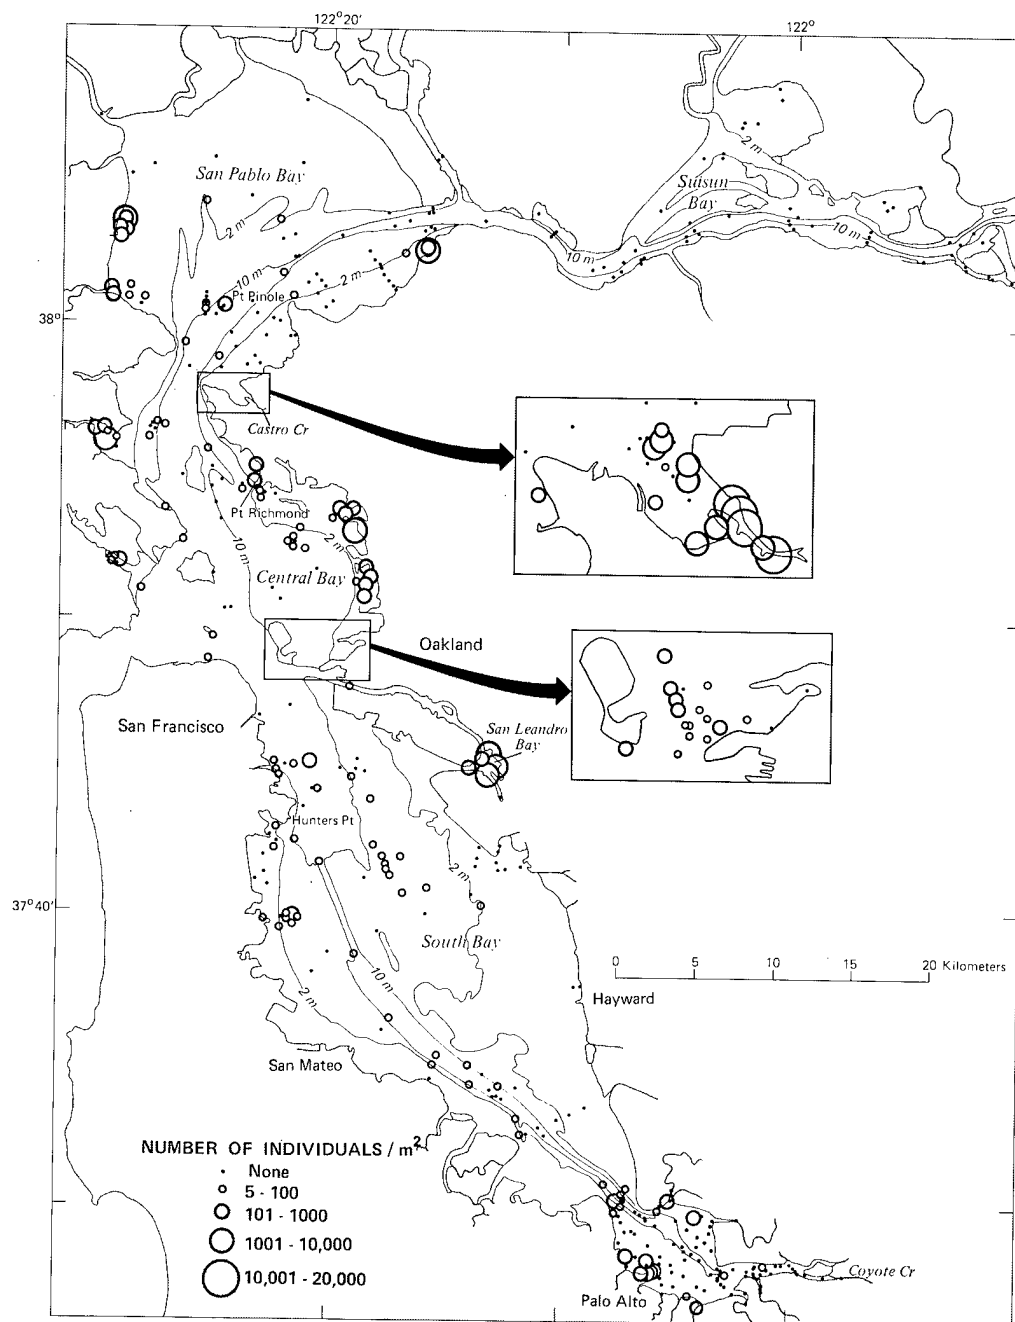 122°20'
122°
San Pablo Bay
2 m
Suisun
Bay
2 m
10 m
10 m
2 m
10 m
Pt Pinole
38°
Castro Cr
Pt Richmond
2 m
10 m
Central Bay
Oakland
San Francisco
San Leandro
Bay
Hunters Pt
2 m
37°40'
South Bay
10 m
2 m
0 5 10 15 20 Kilometers
Hayward
San Mateo
NUMBER OF INDIVIDUALS / m²
None
5 - 100
101 - 1000
1001 - 10,000
10,001 - 20,000
Coyote Cr
Palo Alto